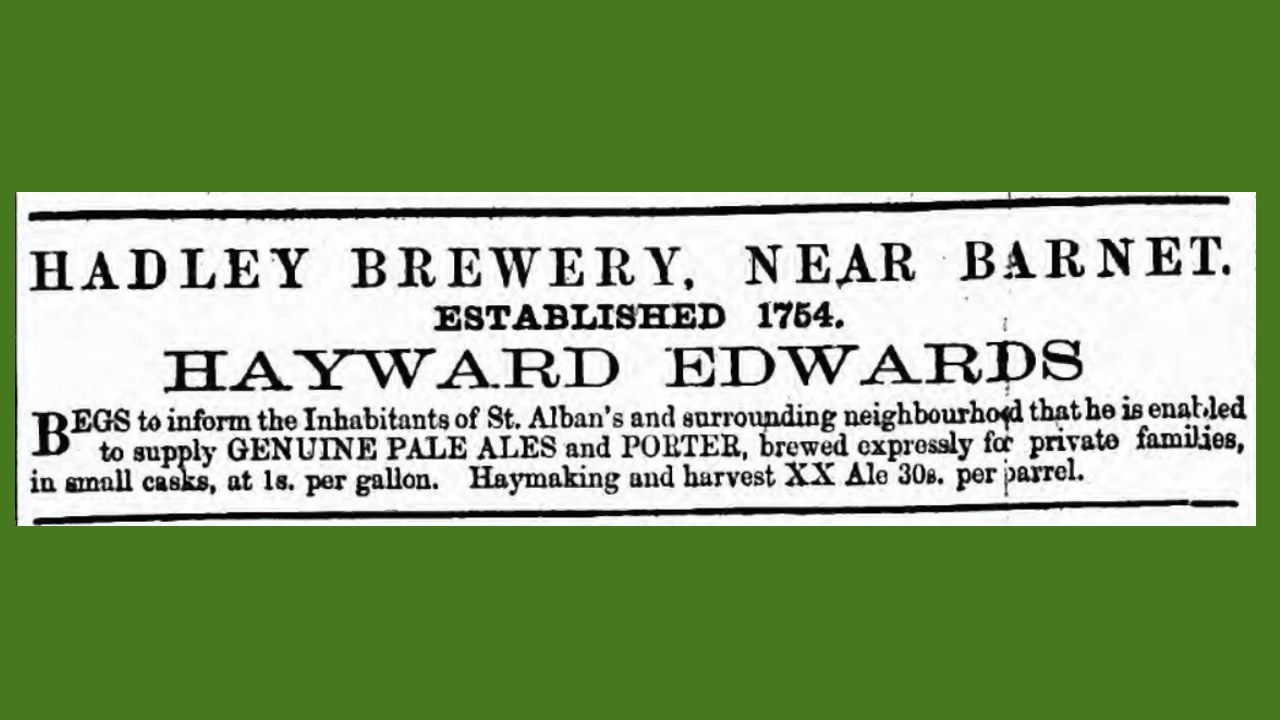 HADLEY BREWERY, NEAR BARNET.
ESTABLISHED 1754.
HAYWARD EDWARDS
BEGS to inform the Inhabitants of St. Alban's and surrounding neighbourhood that he is enabled
to supply GENUINE PALE ALES and PORTER, brewed expressly for private families,
in small casks, at 1s. per gallon. Haymaking and harvest XX Ale 30s. per barrel.